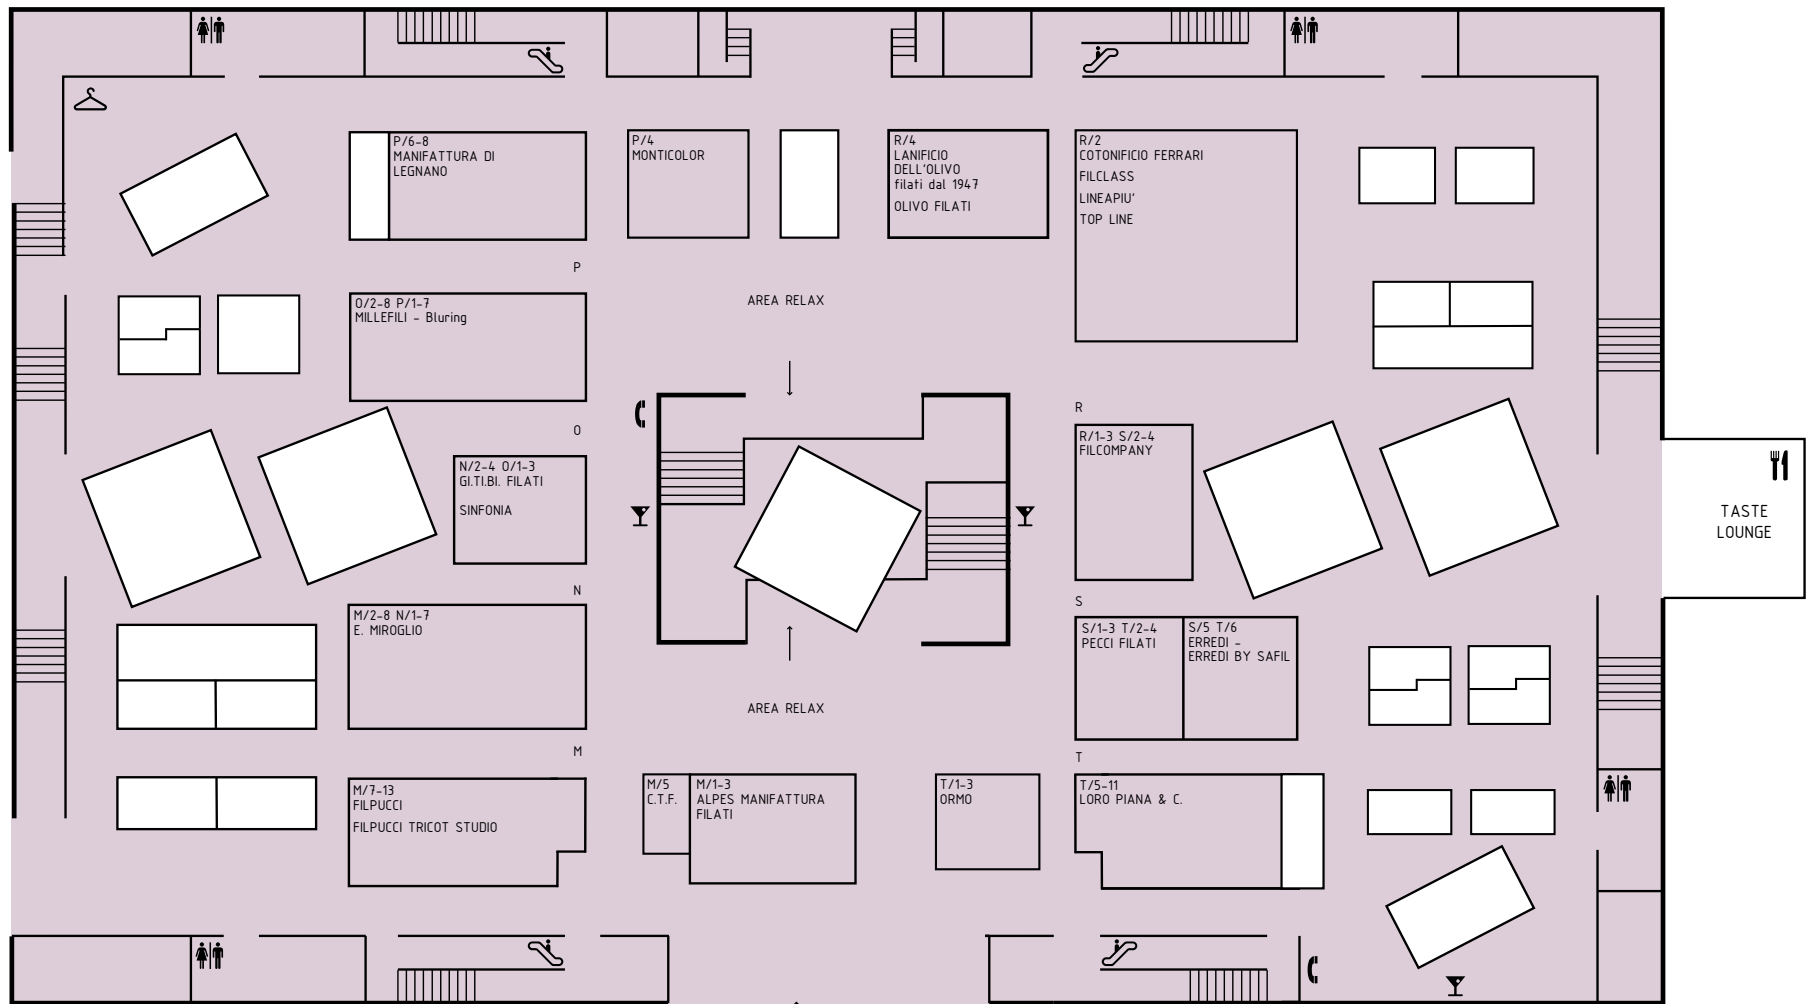 P/6-8
MANIFATTURA DI
LEGNANO
P/4
MONTICOLOR
R/4
LANIFICIO
DELL'OLIVO
filati dal 1947
OLIVO FILATI
R/2
COTONIFICIO FERRARI
FILCLASS
LINEAPIU'
TOP LINE
P
O/2-8 P/1-7
MILLEFILI - Bluring
AREA RELAX
O
R
N/2-4 O/1-3
GI.TI.BI. FILATI
SINFONIA
R/1-3 S/2-4
FILCOMPANY
TASTE
LOUNGE
N
S
M/2-8 N/1-7
E. MIROGLIO
S/1-3 T/2-4
PECCI FILATI
S/5 T/6
ERREDI -
ERREDI BY SAFIL
AREA RELAX
M
T
M/7-13
FILPUCCI
FILPUCCI TRICOT STUDIO
M/5
C.T.F.
M/1-3
ALPES MANIFATTURA
FILATI
T/1-3
ORMO
T/5-11
LORO PIANA & C.